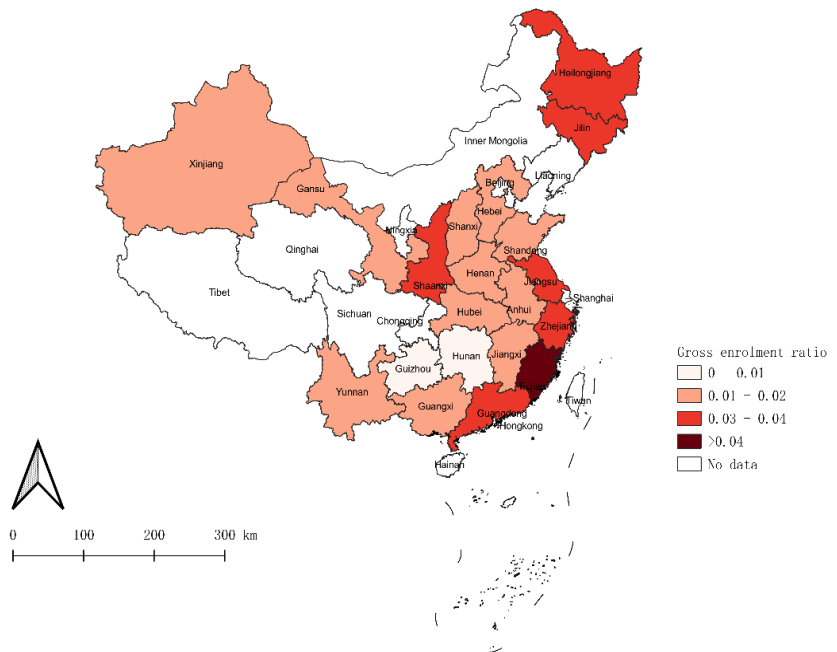 Heilongjiang
Jilin
Inner Mongolia
Liaoning
Xinjiang
Beijing
Gansu
Hebei
Ningxia
Shanxi
Qinghai
Shandong
Henan
Shaanxi
Jiangsu
Tibet
Shanghai
Sichuan
Hubei
Anhui
Chongqing
Zhejiang
Hunan
Jiangxi
Guizhou
Fujian
Yunnan
Guangxi
Guangdong
Tiwan
Hongkong
Hainan
Gross enrolment ratio
0 0.01
0.01 - 0.02
0.03 - 0.04
>0.04
No data
0 100 200 300 km